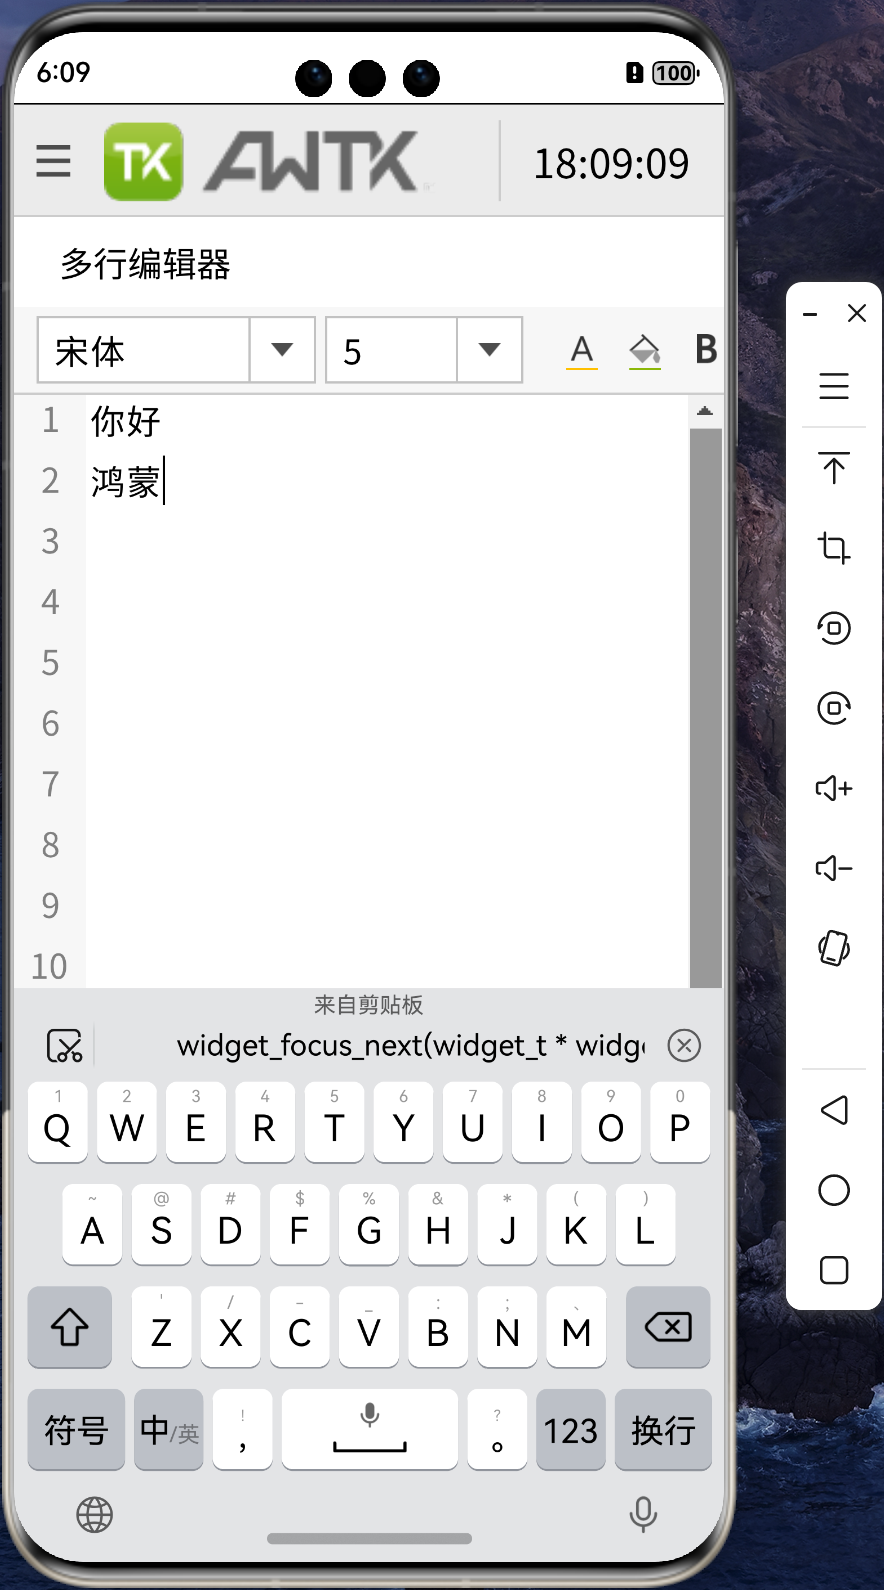 6:09
100
TK AWTK 18:09:09
多行编辑器
宋体 5 A B
1 你好
2 鸿蒙
3
4
5
6
7
8
9
10
来自剪贴板
widget_focus_next(widget_t * widg
1 2 3 4 5 6 7 8 9 0
Q W E R T Y U I O P
~ @ # $ % & * ( )
A S D F G H J K L
' / - _ : ; 、
Z X C V B N M
! ?
符号 中/英 , 。 123 换行